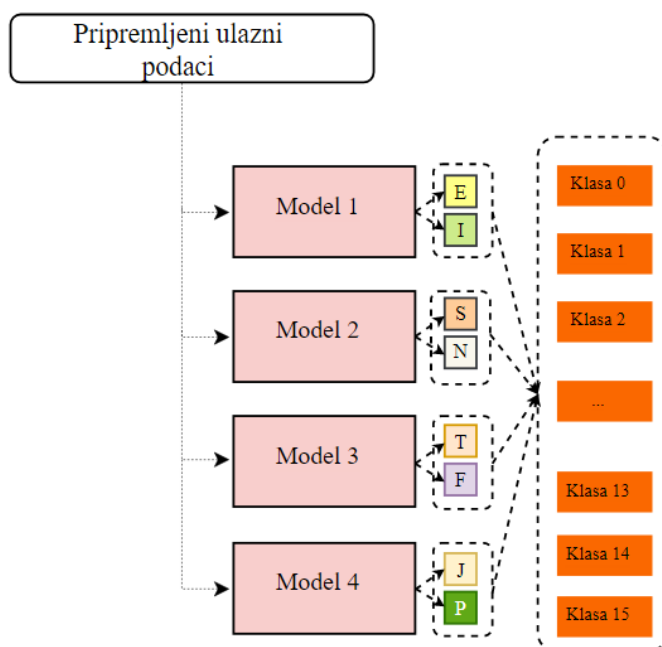 Pripremljeni ulazni
podaci
Model 1
E
I
Model 2
S
N
Model 3
T
F
Model 4
J
P
Klasa 0
Klasa 1
Klasa 2
...
Klasa 13
Klasa 14
Klasa 15